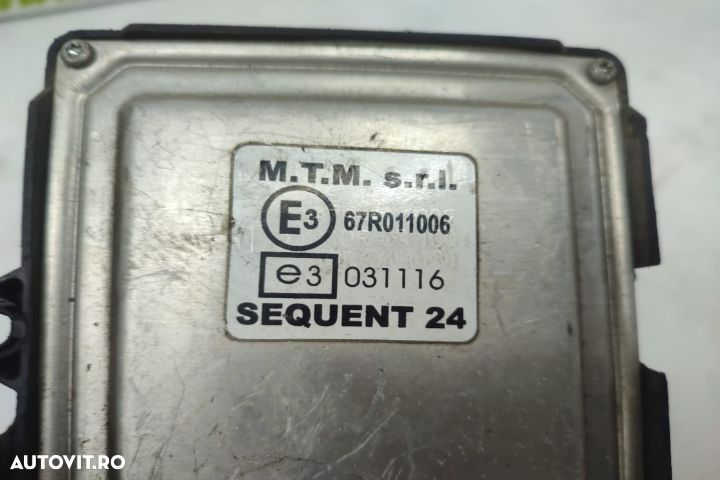 M.T.M. s.r.l.
E3 67R011006
e3 031116
SEQUENT 24
AUTOVIT.RO